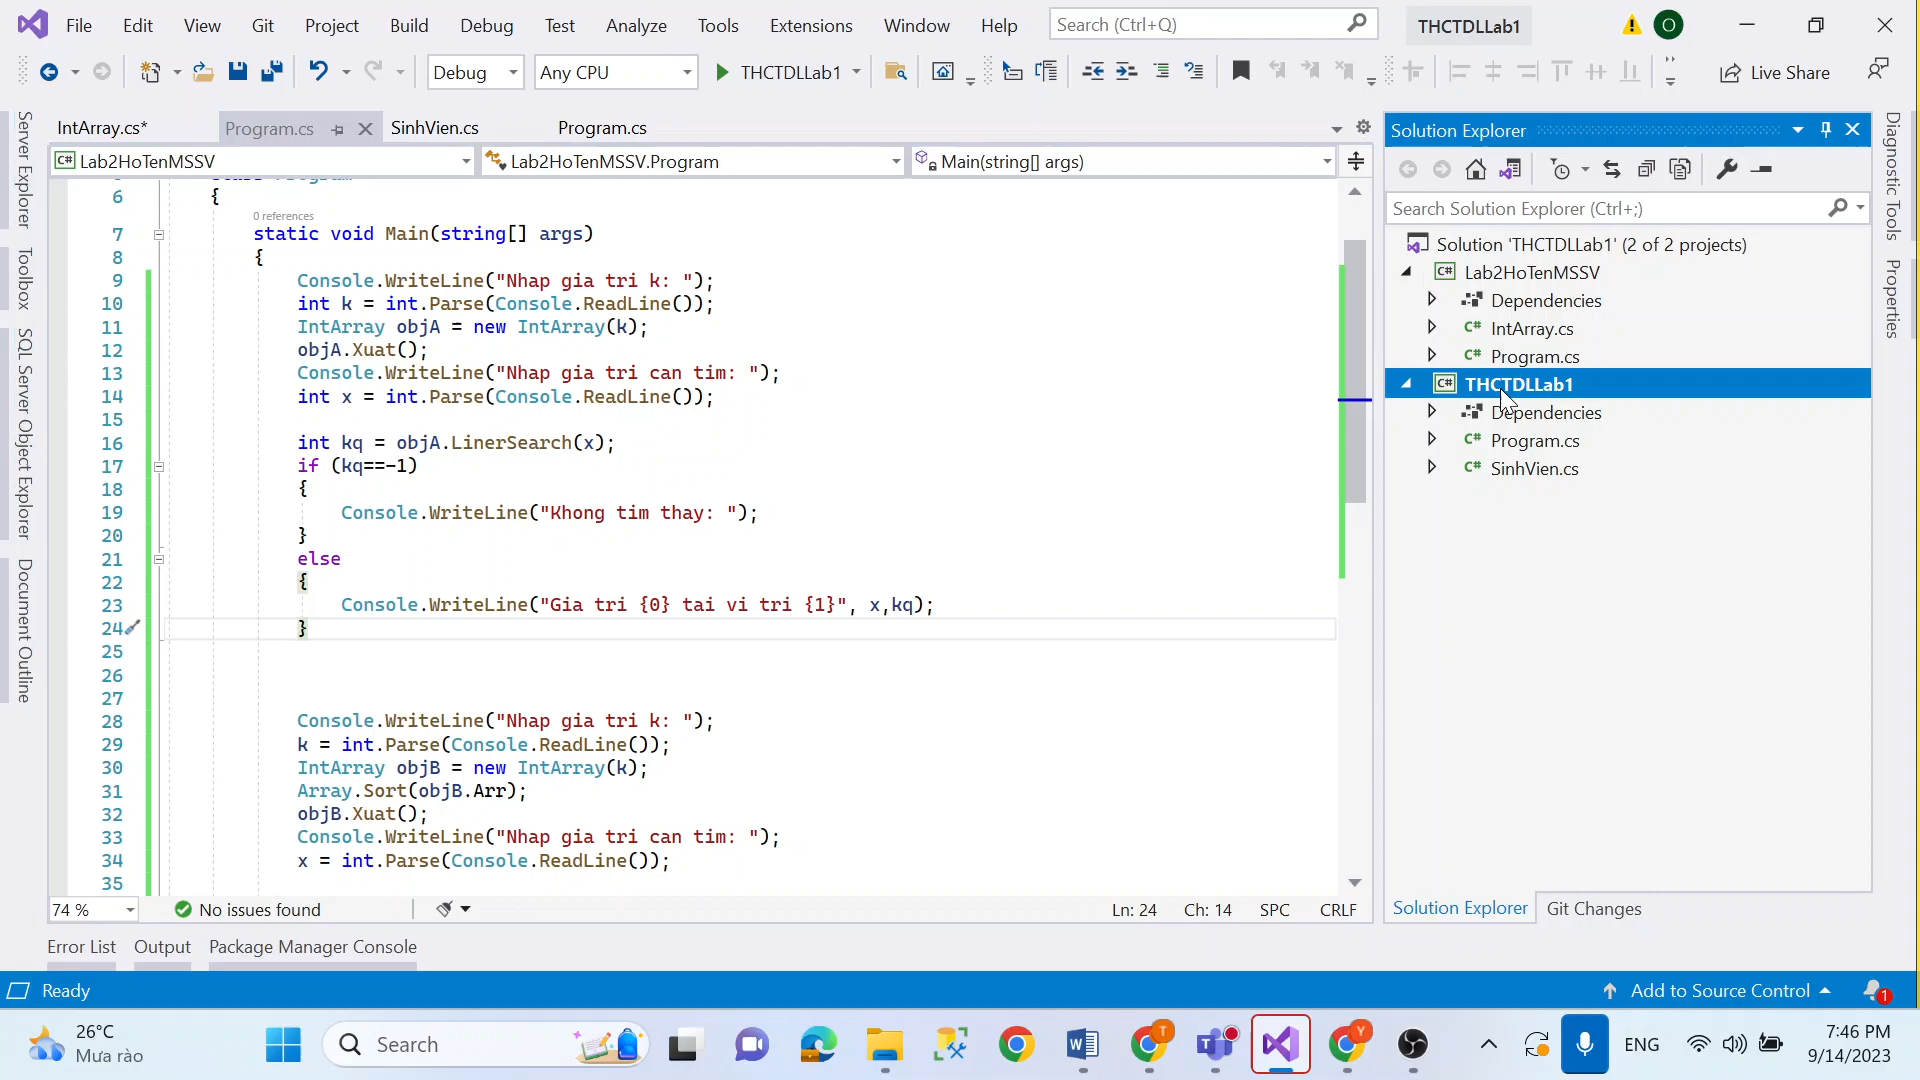 File Edit View Git Project Build Debug Test Analyze Tools Extensions Window Help Search (Ctrl+Q) THCTDLLab1 O
Debug Any CPU THCTDLLab1 Live Share
IntArray.cs* Program.cs SinhVien.cs Program.cs
Lab2HoTenMSSV Lab2HoTenMSSV.Program Main(string[] args)
6 {
0 references
7 static void Main(string[] args)
8 {
9 Console.WriteLine("Nhap gia tri k: ");
10 int k = int.Parse(Console.ReadLine());
11 IntArray objA = new IntArray(k);
12 objA.Xuat();
13 Console.WriteLine("Nhap gia tri can tim: ");
14 int x = int.Parse(Console.ReadLine());
15
16 int kq = objA.LinerSearch(x);
17 if (kq==-1)
18 {
19 Console.WriteLine("Khong tim thay: ");
20 }
21 else
22 {
23 Console.WriteLine("Gia tri {0} tai vi tri {1}", x,kq);
24 }
25
26
27
28 Console.WriteLine("Nhap gia tri k: ");
29 k = int.Parse(Console.ReadLine());
30 IntArray objB = new IntArray(k);
31 Array.Sort(objB.Arr);
32 objB.Xuat();
33 Console.WriteLine("Nhap gia tri can tim: ");
34 x = int.Parse(Console.ReadLine());
35
74 % No issues found Ln: 24 Ch: 14 SPC CRLF
Server Explorer
Toolbox
SQL Server Object Explorer
Document Outline
Solution Explorer
Search Solution Explorer (Ctrl+;)
Solution 'THCTDLLab1' (2 of 2 projects)
C# Lab2HoTenMSSV
Dependencies
C# IntArray.cs
C# Program.cs
C# THCTDLLab1
Dependencies
C# Program.cs
C# SinhVien.cs
Solution Explorer Git Changes
Diagnostic Tools
Properties
Error List Output Package Manager Console
Ready Add to Source Control 1
26°C
Mưa rào
Search
ENG
7:46 PM
9/14/2023